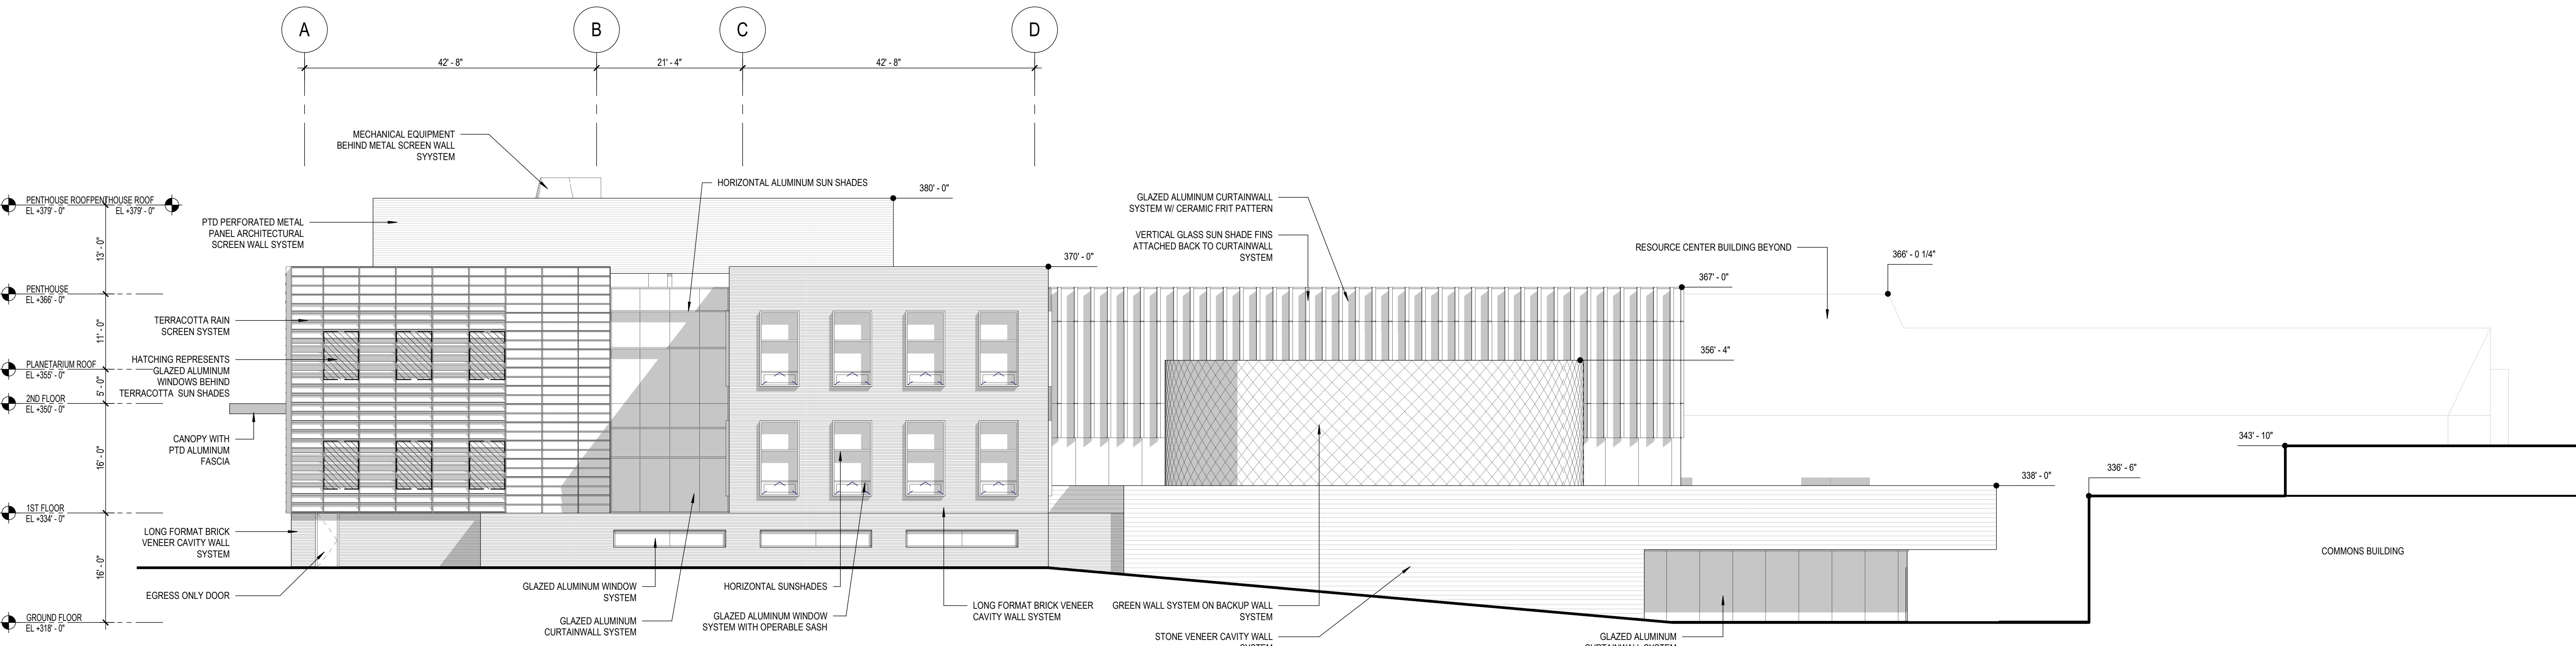 A
B
C
D
42' - 8"
21' - 4"
42' - 8"
MECHANICAL EQUIPMENT
BEHIND METAL SCREEN WALL
SYYSTEM
HORIZONTAL ALUMINUM SUN SHADES
380' - 0"
PENTHOUSE ROOF
EL +379' - 0"
PENTHOUSE ROOF
EL +379' - 0"
PTD PERFORATED METAL
PANEL ARCHITECTURAL
SCREEN WALL SYSTEM
13' - 0"
370' - 0"
GLAZED ALUMINUM CURTAINWALL
SYSTEM W/ CERAMIC FRIT PATTERN
VERTICAL GLASS SUN SHADE FINS
ATTACHED BACK TO CURTAINWALL
SYSTEM
RESOURCE CENTER BUILDING BEYOND
366' - 0 1/4"
367' - 0"
PENTHOUSE
EL +366' - 0"
TERRACOTTA RAIN
SCREEN SYSTEM
11' - 0"
HATCHING REPRESENTS
GLAZED ALUMINUM
WINDOWS BEHIND
TERRACOTTA SUN SHADES
356' - 4"
PLANETARIUM ROOF
EL +355' - 0"
5' - 0"
2ND FLOOR
EL +350' - 0"
CANOPY WITH
PTD ALUMINUM
FASCIA
16' - 0"
343' - 10"
336' - 6"
338' - 0"
1ST FLOOR
EL +334' - 0"
LONG FORMAT BRICK
VENEER CAVITY WALL
SYSTEM
16' - 0"
EGRESS ONLY DOOR
GROUND FLOOR
EL +318' - 0"
GLAZED ALUMINUM WINDOW
SYSTEM
GLAZED ALUMINUM
CURTAINWALL SYSTEM
HORIZONTAL SUNSHADES
GLAZED ALUMINUM WINDOW
SYSTEM WITH OPERABLE SASH
LONG FORMAT BRICK VENEER
CAVITY WALL SYSTEM
GREEN WALL SYSTEM ON BACKUP WALL
SYSTEM
STONE VENEER CAVITY WALL
SYSTEM
GLAZED ALUMINUM
CURTAINWALL SYSTEM
COMMONS BUILDING